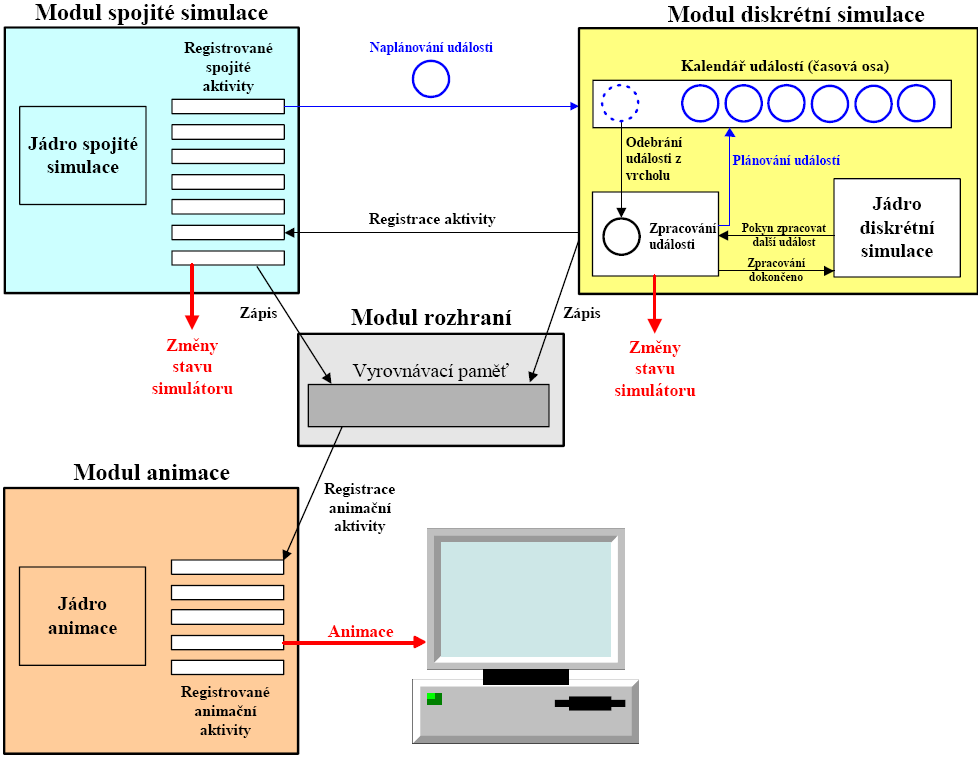 Modul spojité simulace
Registrované
spojité
aktivity
Jádro spojité
simulace
Naplánování události
Modul diskrétní simulace
Kalendář událostí (časová osa)
Odebrání
události z
vrcholu
Plánování událostí
Registrace aktivity
Zpracování
události
Pokyn zpracovat
další událost
Zpracování
dokončeno
Jádro
diskrétní
simulace
Zápis
Změny
stavu
simulátoru
Modul rozhraní
Vyrovnávací paměť
Zápis
Změny
stavu
simulátoru
Modul animace
Registrace
animační
aktivity
Jádro
animace
Registrované
animační
aktivity
Animace